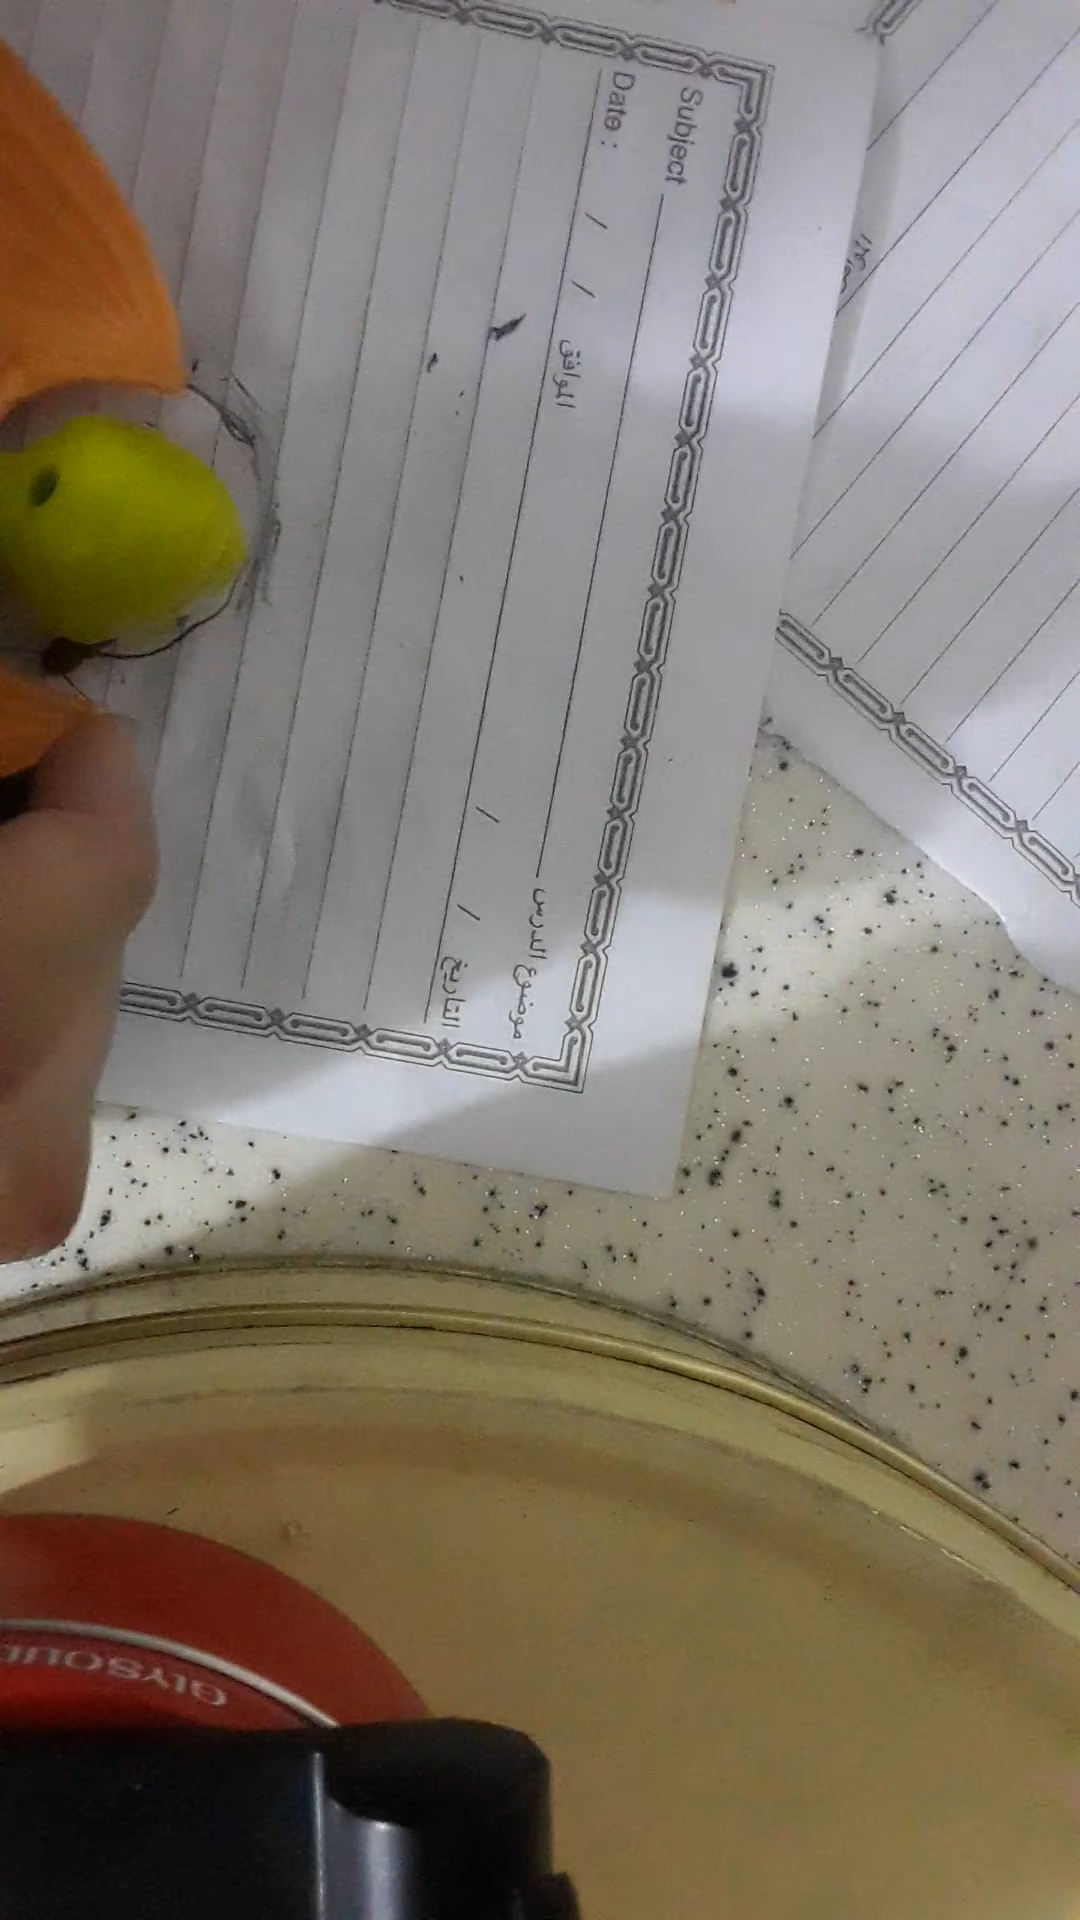 Subject موضوع الدرس
Date : / / الموافق / / التاريخ
GLYSOLID